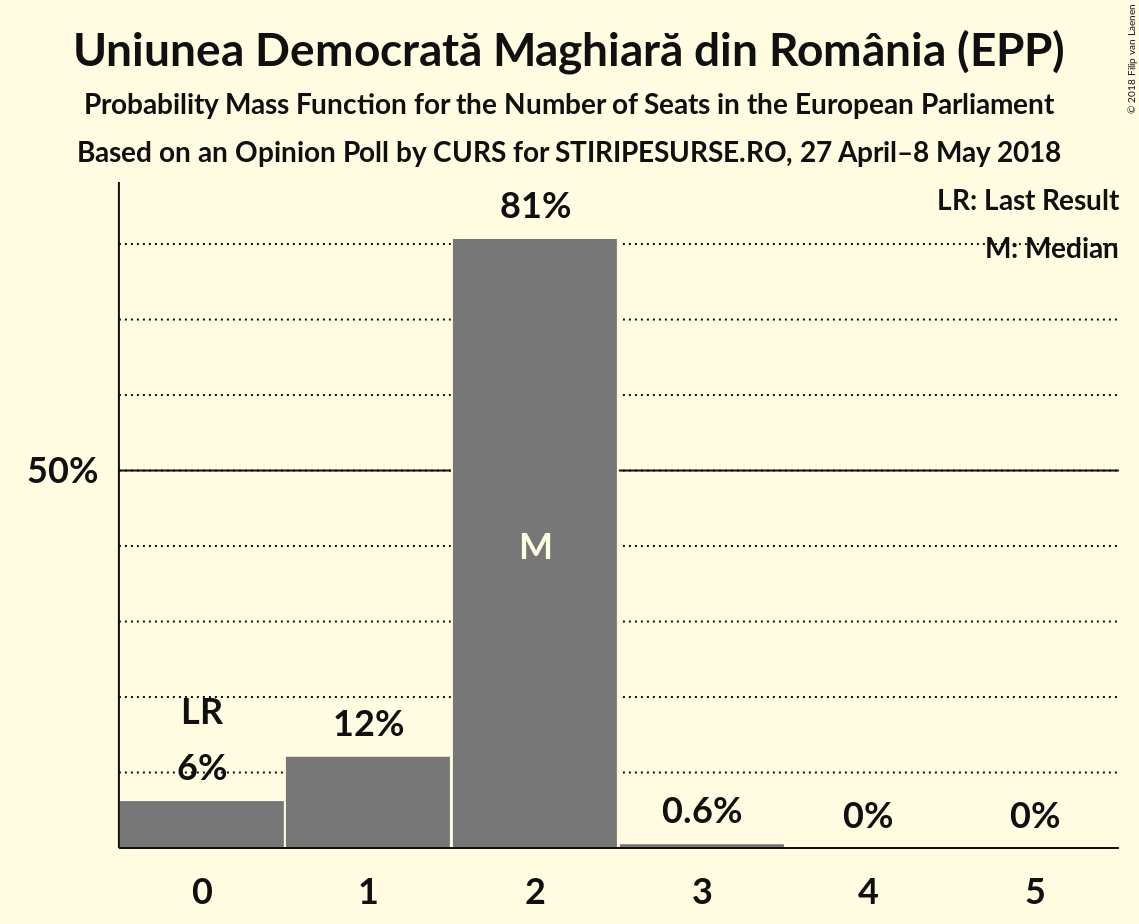 Uniunea Democrată Maghiară din România (EPP)
Probability Mass Function for the Number of Seats in the European Parliament
Based on an Opinion Poll by CURS for STIRIPESURSE.RO, 27 April–8 May 2018
© 2018 Filip van Laenen
LR: Last Result
M: Median
81%
50%
M
LR
12%
6%
0.6%
0%
0%
0 1 2 3 4 5